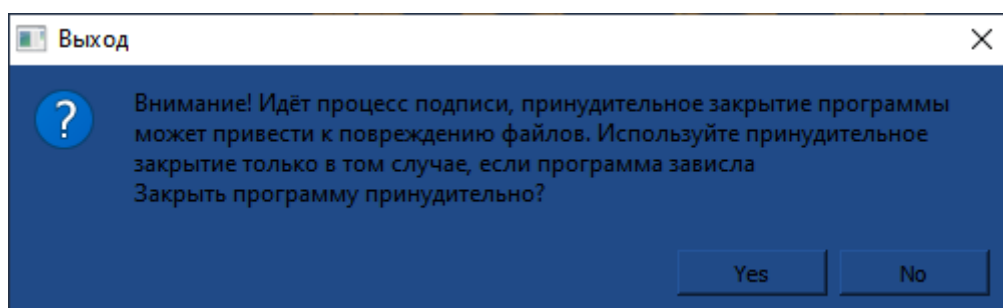 Выход
Внимание! Идёт процесс подписи, принудительное закрытие программы
может привести к повреждению файлов. Используйте принудительное
закрытие только в том случае, если программа зависла
Закрыть программу принудительно?
Yes No